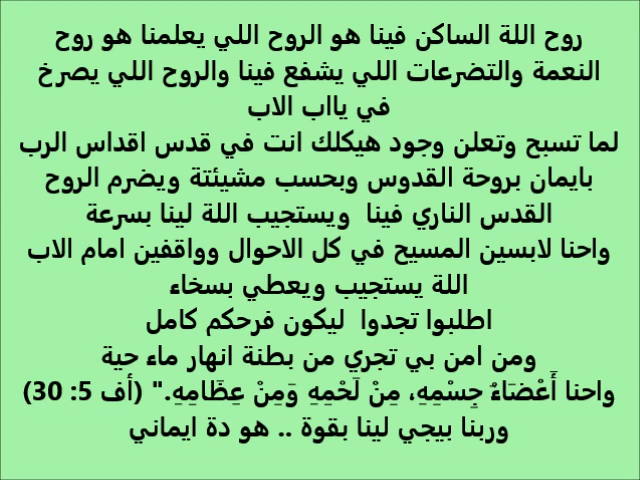 روح اللة الساكن فينا هو الروح اللي يعلمنا هو روح
النعمة والتضرعات اللي يشفع فينا والروح اللي يصرخ
في يااب الاب
لما تسبح وتعلن وجود هيكلك انت في قدس اقداس الرب
بايمان بروحة القدوس وبحسب مشيئتة ويضرم الروح
القدس الناري فينا ويستجيب اللة لينا بسرعة
واحنا لابسين المسيح في كل الاحوال وواقفين امام الاب
اللة يستجيب ويعطي بسخاء
اطلبوا تجدوا ليكون فرحكم كامل
ومن امن بي تجري من بطنة انهار ماء حية
واحنا أَعْضَاءُ جِسْمِهِ، مِنْ لَحْمِهِ وَمِنْ عِظَامِهِ." (أف 5: 30)
وربنا بيجي لينا بقوة .. هو دة ايماني